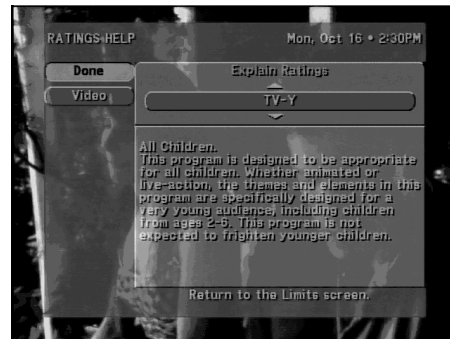 RATINGS HELP
Mon, Oct 16 • 2:30PM
Done
Video
Explain Ratings
TV-Y
All Children.
This program is designed to be appropriate
for all children. Whether animated or
live-action, the themes and elements in this
program are specifically designed for a
very young audience, including children
from ages 2-6. This program is not
expected to frighten younger children.
Return to the Limits screen.